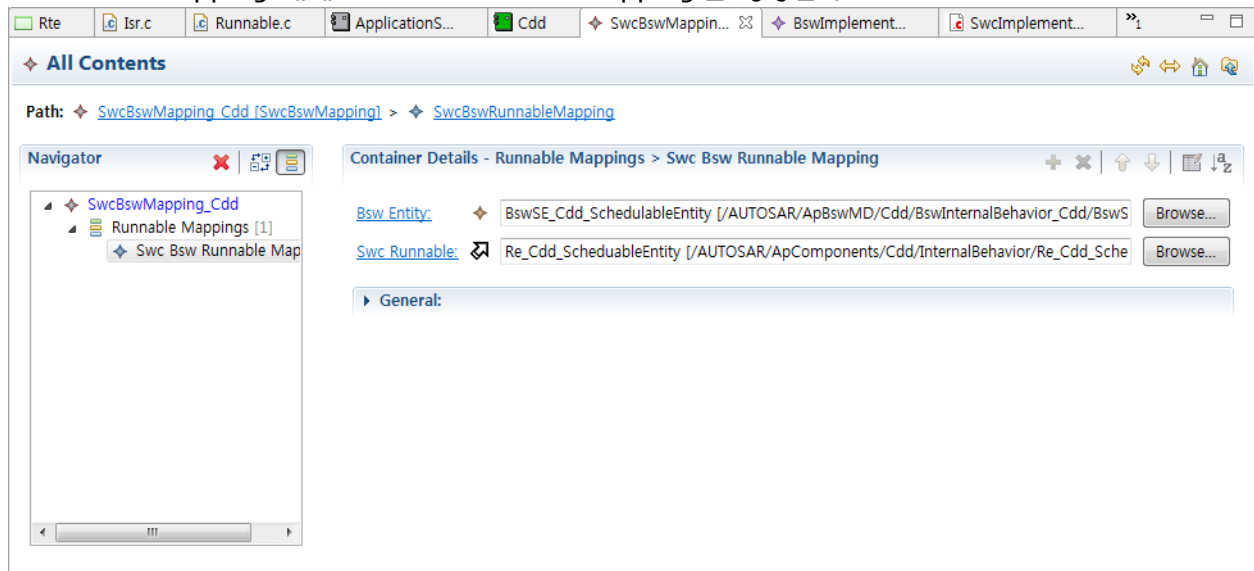 Rte Isr.c Runnable.c ApplicationS... Cdd SwcBswMappin... BswImplement... SwcImplement... »1
All Contents
Path: SwcBswMapping_Cdd [SwcBswMapping] > SwcBswRunnableMapping
Navigator
Container Details - Runnable Mappings > Swc Bsw Runnable Mapping
SwcBswMapping_Cdd
Runnable Mappings [1]
Swc Bsw Runnable Map
Bsw Entity: BswSE_Cdd_SchedulableEntity [/AUTOSAR/ApBswMD/Cdd/BswInternalBehavior_Cdd/BswS Browse...
Swc Runnable: Re_Cdd_ScheduableEntity [/AUTOSAR/ApComponents/Cdd/InternalBehavior/Re_Cdd_Sche Browse...
General: